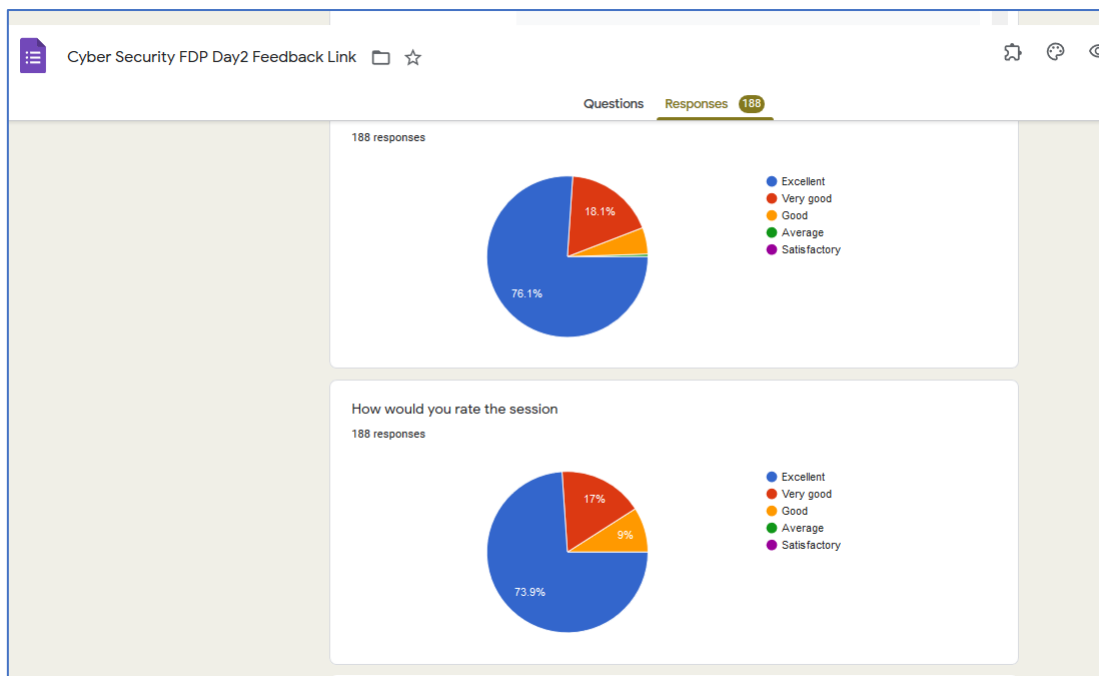 Cyber Security FDP Day2 Feedback Link
Questions Responses 188
188 responses
18.1%
76.1%
Excellent
Very good
Good
Average
Satisfactory
How would you rate the session
188 responses
17%
9%
73.9%
Excellent
Very good
Good
Average
Satisfactory